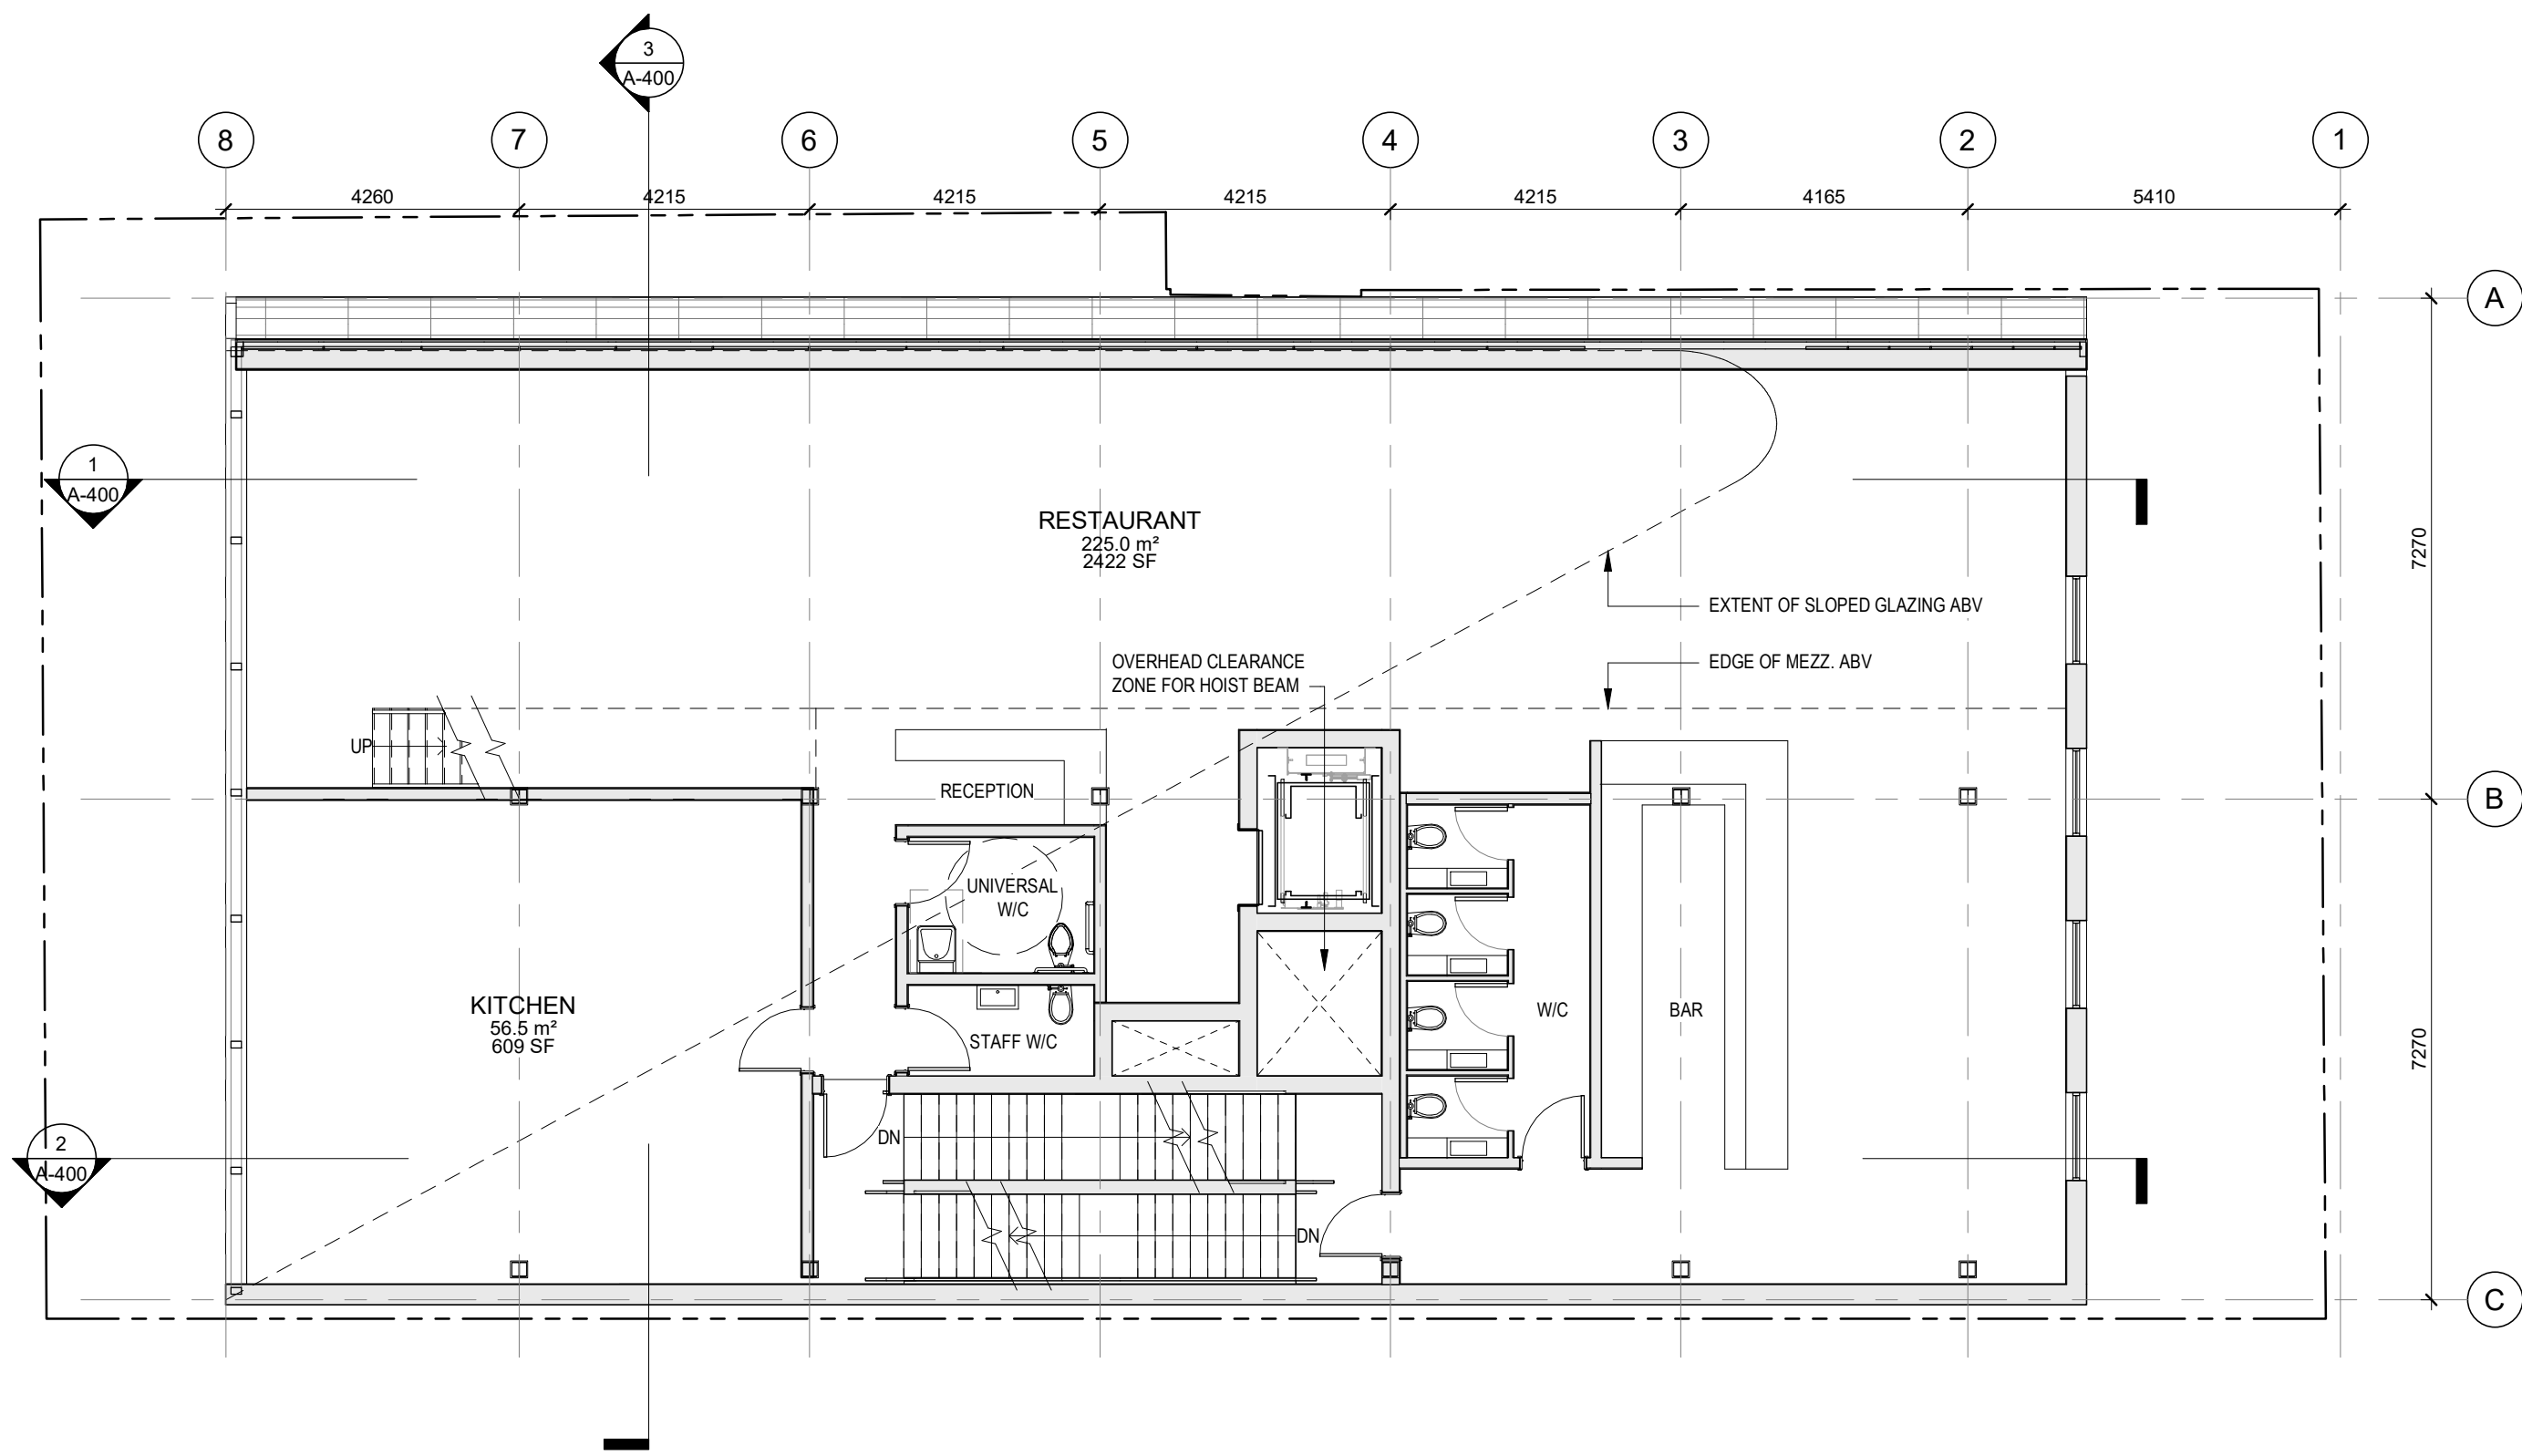 3
A-400
8
7
6
5
4
3
2
1
4260
4215
4215
4215
4215
4165
5410
A
1
A-400
RESTAURANT
225.0 m²
2422 SF
7270
EXTENT OF SLOPED GLAZING ABV
OVERHEAD CLEARANCE
ZONE FOR HOIST BEAM
EDGE OF MEZZ. ABV
UP
RECEPTION
B
UNIVERSAL
W/C
KITCHEN
56.5 m²
609 SF
STAFF W/C
W/C
BAR
7270
2
A-400
DN
DN
C